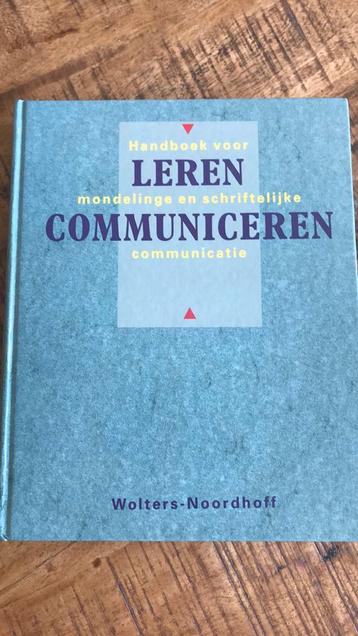 Handboek voor
LEREN
mondelinge en schriftelijke
COMMUNICEREN
communicatie
Wolters-Noordhoff